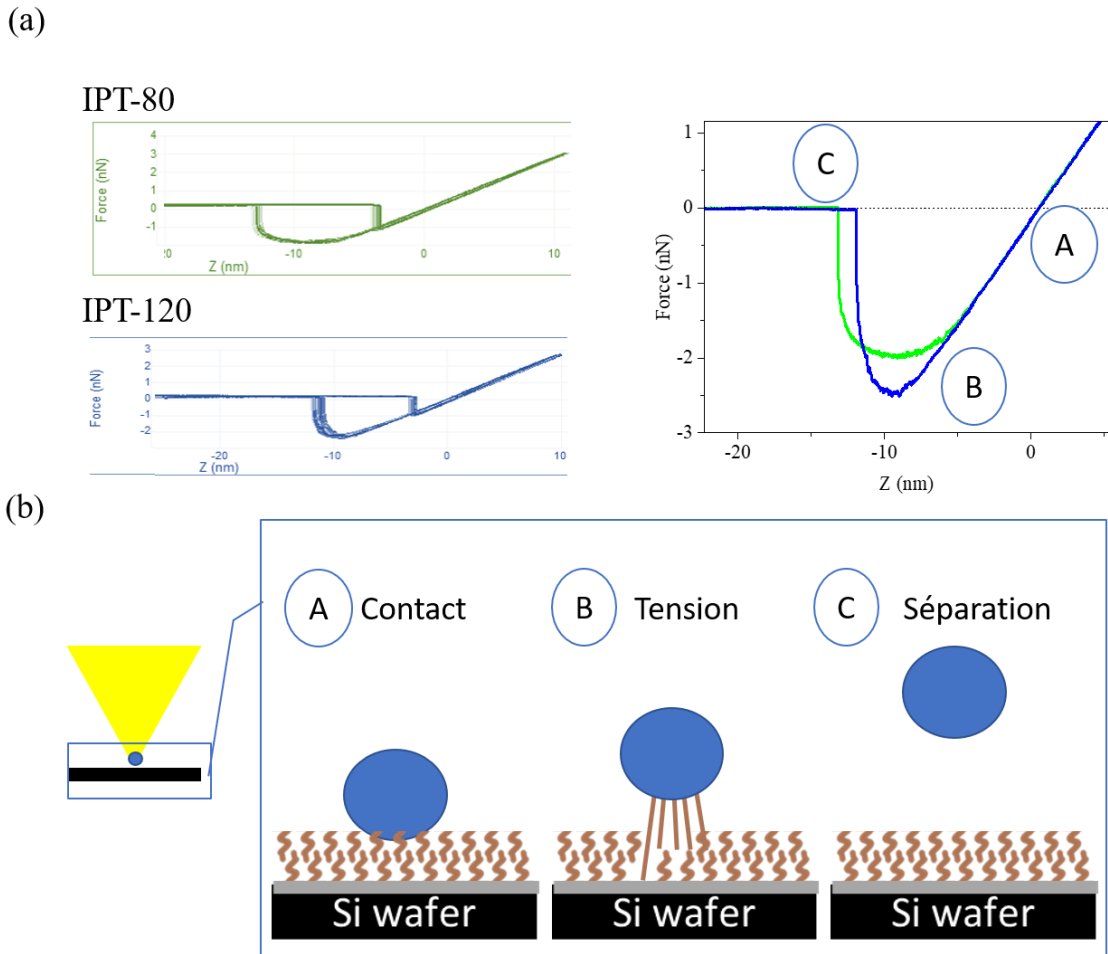 (a)
IPT-80
4
3
2
1
0
-1
Force (nN)
20
-10
0
10
Z (nm)
IPT-120
3
2
1
0
-1
-2
Force (nN)
-20
-10
0
10
Z (nm)
1
0
-1
-2
-3
Force (nN)
-20
-10
0
Z (nm)
C
A
B
(b)
A Contact
B Tension
C Séparation
Si wafer
Si wafer
Si wafer